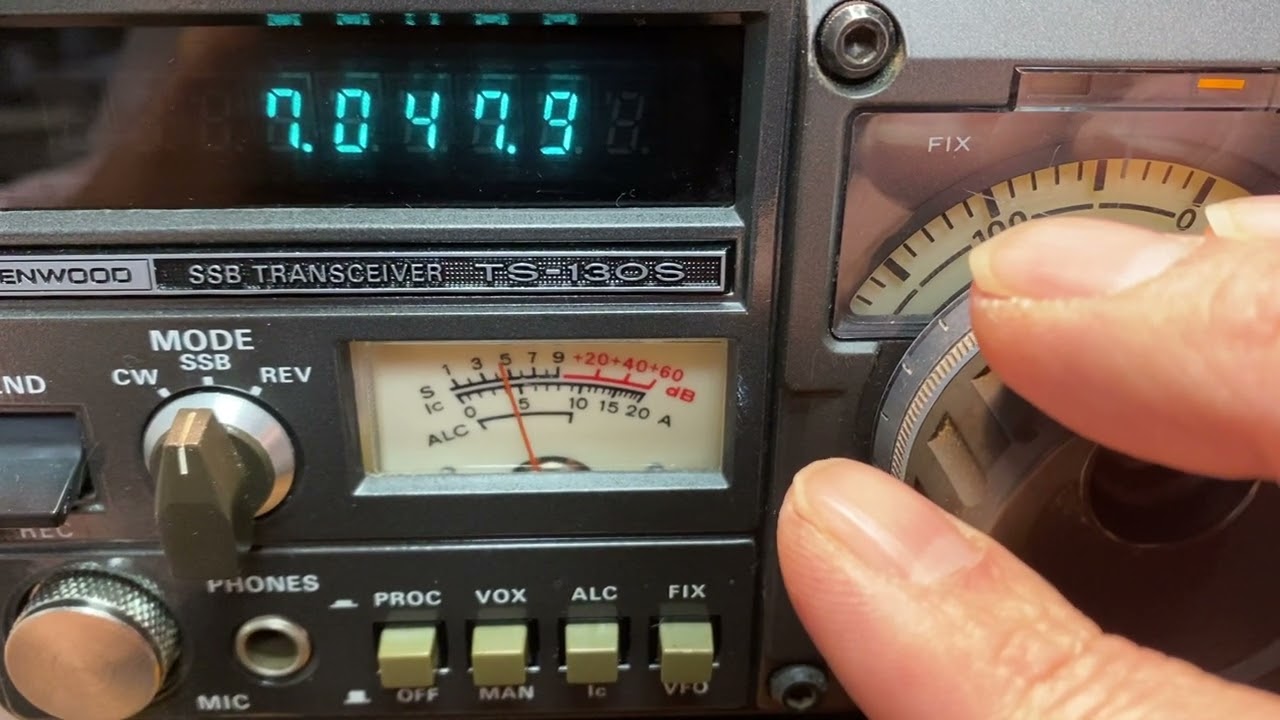 7.047.9
FIX
100
0
ENWOOD
SSB TRANSCEIVER TS-130S
MODE
CW SSB REV
ND
REC
S 1 3 5 7 9 +20 +40 +60 dB
Ic 0 5 10 15 20 A
ALC
PHONES
MIC
PROC VOX ALC FIX
OFF MAN Ic VFO